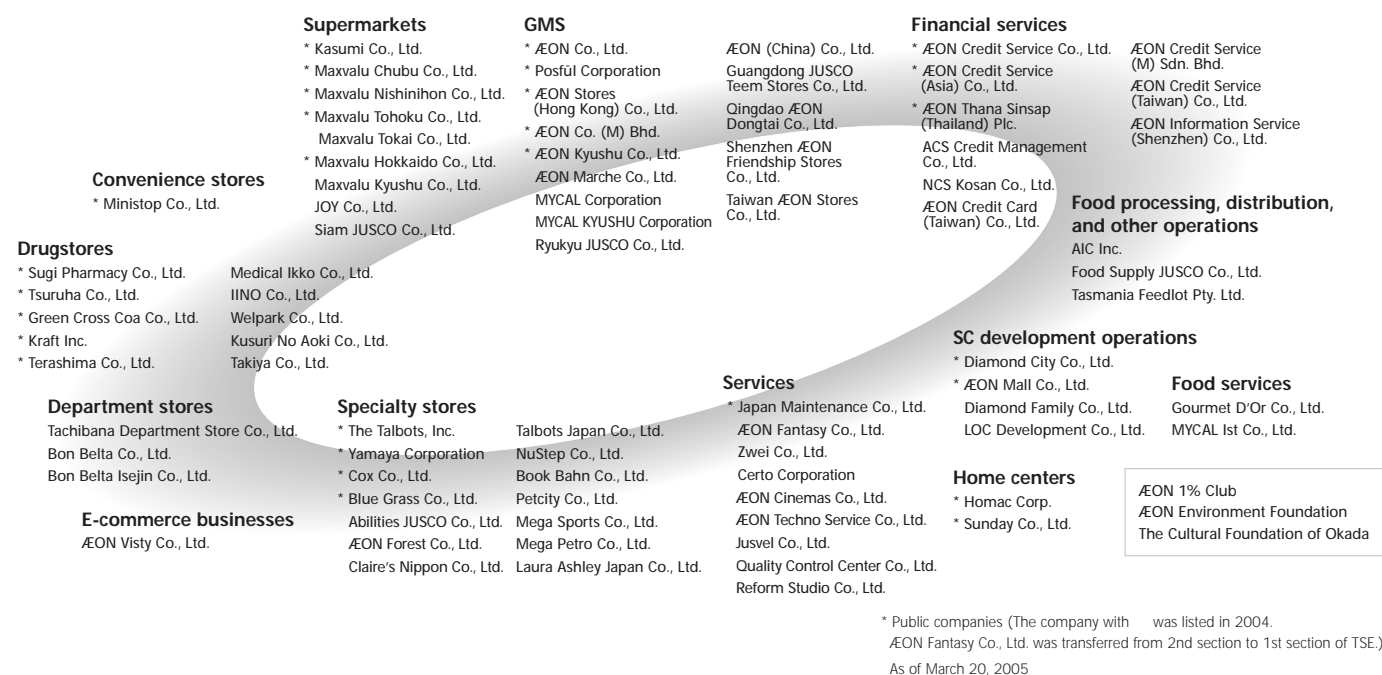 Supermarkets
* Kasumi Co., Ltd.
* Maxvalu Chubu Co., Ltd.
* Maxvalu Nishinihon Co., Ltd.
* Maxvalu Tohoku Co., Ltd.
Maxvalu Tokai Co., Ltd.
* Maxvalu Hokkaido Co., Ltd.
Maxvalu Kyushu Co., Ltd.
JOY Co., Ltd.
Siam JUSCO Co., Ltd.
GMS
* ÆON Co., Ltd.
* Posfūl Corporation
* ÆON Stores
(Hong Kong) Co., Ltd.
* ÆON Co. (M) Bhd.
* ÆON Kyushu Co., Ltd.
ÆON Marche Co., Ltd.
MYCAL Corporation
MYCAL KYUSHU Corporation
Ryukyu JUSCO Co., Ltd.
ÆON (China) Co., Ltd.
Guangdong JUSCO
Teem Stores Co., Ltd.
Qingdao ÆON
Dongtai Co., Ltd.
Shenzhen ÆON
Friendship Stores
Co., Ltd.
Taiwan ÆON Stores
Co., Ltd.
Financial services
* ÆON Credit Service Co., Ltd.
* ÆON Credit Service
(Asia) Co., Ltd.
* ÆON Thana Sinsap
(Thailand) Plc.
ACS Credit Management
Co., Ltd.
NCS Kosan Co., Ltd.
ÆON Credit Card
(Taiwan) Co., Ltd.
ÆON Credit Service
(M) Sdn. Bhd.
ÆON Credit Service
(Taiwan) Co., Ltd.
ÆON Information Service
(Shenzhen) Co., Ltd.
Convenience stores
* Ministop Co., Ltd.
Food processing, distribution,
and other operations
AIC Inc.
Food Supply JUSCO Co., Ltd.
Tasmania Feedlot Pty. Ltd.
Drugstores
* Sugi Pharmacy Co., Ltd.
* Tsuruha Co., Ltd.
* Green Cross Coa Co., Ltd.
* Kraft Inc.
* Terashima Co., Ltd.
Medical Ikko Co., Ltd.
IINO Co., Ltd.
Welpark Co., Ltd.
Kusuri No Aoki Co., Ltd.
Takiya Co., Ltd.
SC development operations
* Diamond City Co., Ltd.
* ÆON Mall Co., Ltd.
Diamond Family Co., Ltd.
LOC Development Co., Ltd.
Food services
Gourmet D'Or Co., Ltd.
MYCAL Ist Co., Ltd.
Department stores
Tachibana Department Store Co., Ltd.
Bon Belta Co., Ltd.
Bon Belta Isejin Co., Ltd.
Specialty stores
* The Talbots, Inc.
* Yamaya Corporation
* Cox Co., Ltd.
* Blue Grass Co., Ltd.
Abilities JUSCO Co., Ltd.
ÆON Forest Co., Ltd.
Claire's Nippon Co., Ltd.
Talbots Japan Co., Ltd.
NuStep Co., Ltd.
Book Bahn Co., Ltd.
Petcity Co., Ltd.
Mega Sports Co., Ltd.
Mega Petro Co., Ltd.
Laura Ashley Japan Co., Ltd.
Services
* Japan Maintenance Co., Ltd.
ÆON Fantasy Co., Ltd.
Zwei Co., Ltd.
Certo Corporation
ÆON Cinemas Co., Ltd.
ÆON Techno Service Co., Ltd.
Jusvel Co., Ltd.
Quality Control Center Co., Ltd.
Reform Studio Co., Ltd.
E-commerce businesses
ÆON Visty Co., Ltd.
Home centers
* Homac Corp.
* Sunday Co., Ltd.
ÆON 1% Club
ÆON Environment Foundation
The Cultural Foundation of Okada
* Public companies (The company with was listed in 2004.
ÆON Fantasy Co., Ltd. was transferred from 2nd section to 1st section of TSE.)
As of March 20, 2005